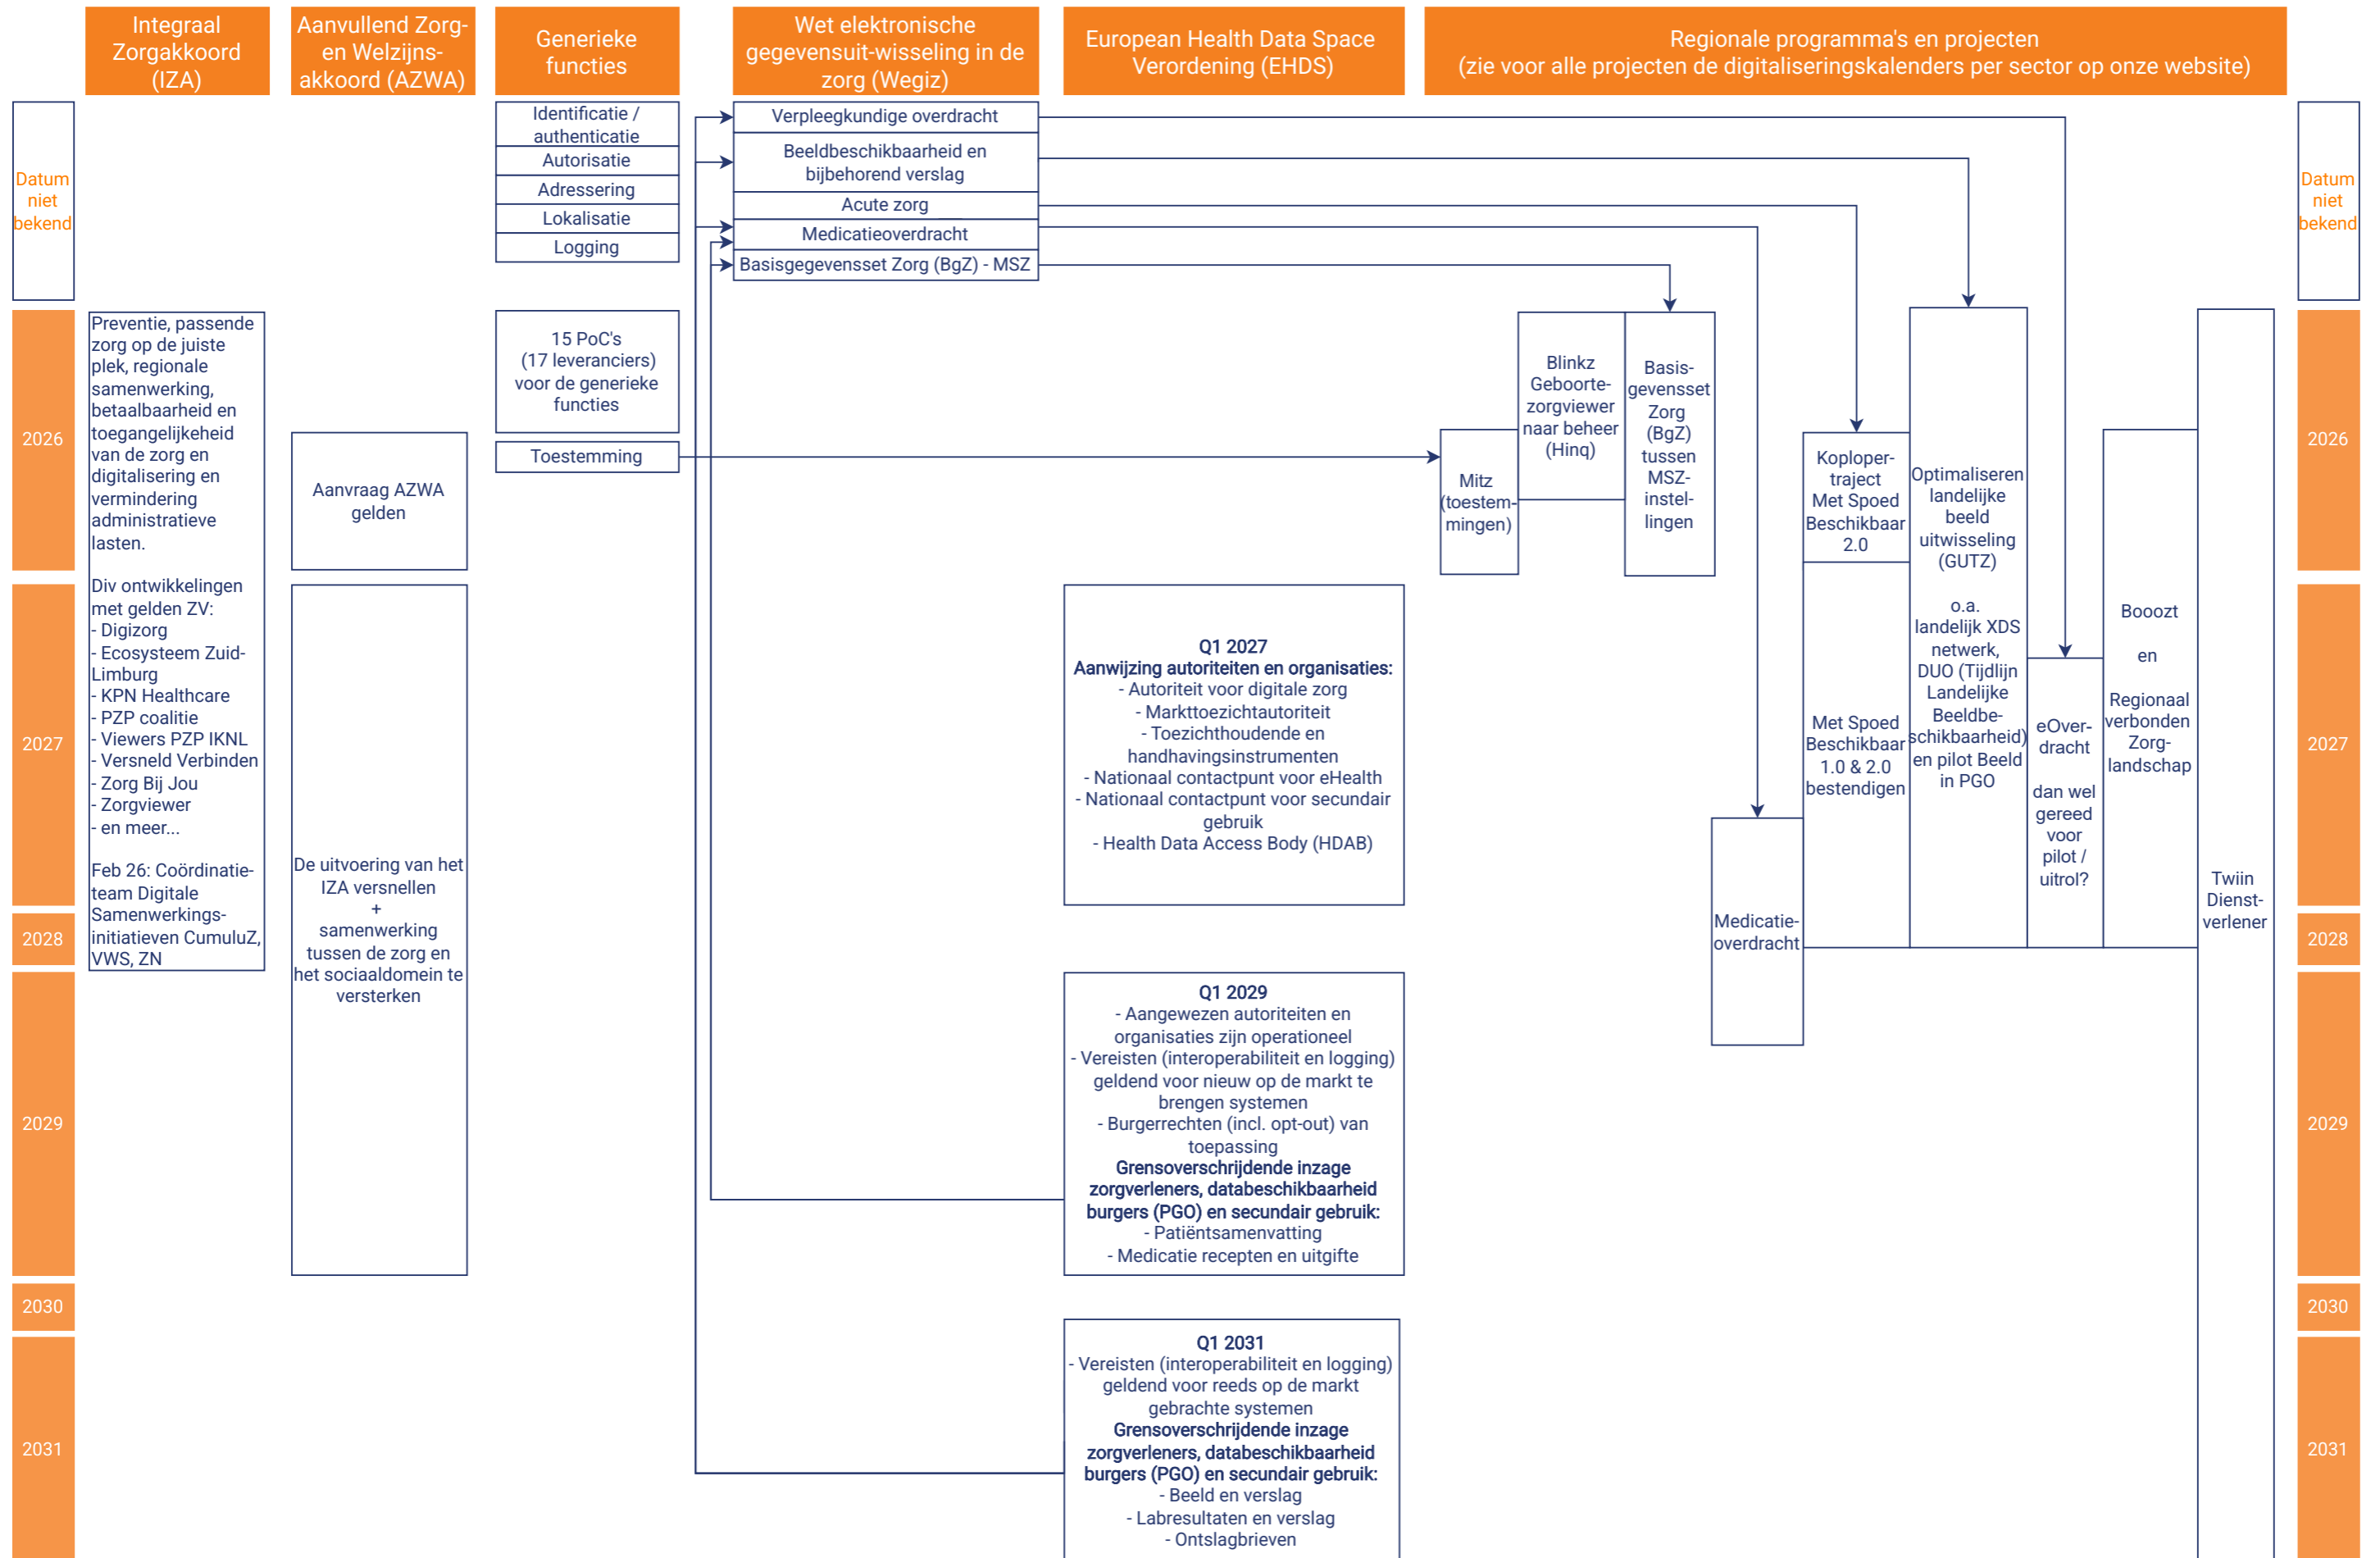 Integraal
Zorgakkoord
(IZA)
Aanvullend Zorg-
en Welzijns-
akkoord (AZWA)
Generieke
functies
Wet elektronische
gegevensuit-wisseling in de
zorg (Wegiz)
European Health Data Space
Verordening (EHDS)
Regionale programma's en projecten
(zie voor alle projecten de digitaliseringskalenders per sector op onze website)
Datum
niet
bekend
Identificatie /
authenticatie
Autorisatie
Adressering
Lokalisatie
Logging
Verpleegkundige overdracht
Beeldbeschikbaarheid en
bijbehorend verslag
Acute zorg
Medicatieoverdracht
Basisgegevensset Zorg (BgZ) - MSZ
Datum
niet
bekend
2026
2027
2028
2029
2030
2031
Preventie, passende
zorg op de juiste
plek, regionale
samenwerking,
betaalbaarheid en
toegangelijkeheid
van de zorg en
digitalisering en
vermindering
administratieve
lasten.
Div ontwikkelingen
met gelden ZV:
- Digizorg
- Ecosysteem Zuid-
Limburg
- KPN Healthcare
- PZP coalitie
- Viewers PZP IKNL
- Versneld Verbinden
- Zorg Bij Jou
- Zorgviewer
- en meer...
Feb 26: Coördinatie-
team Digitale
Samenwerkings-
initiatieven CumuluZ,
VWS, ZN
Aanvraag AZWA
gelden
De uitvoering van het
IZA versnellen
+
samenwerking
tussen de zorg en
het sociaaldomein te
versterken
15 PoC's
(17 leveranciers)
voor de generieke
functies
Toestemming
Q1 2027
Aanwijzing autoriteiten en organisaties:
- Autoriteit voor digitale zorg
- Markttoezichtautoriteit
- Toezichthoudende en
handhavingsinstrumenten
- Nationaal contactpunt voor eHealth
- Nationaal contactpunt voor secundair
gebruik
- Health Data Access Body (HDAB)
Q1 2029
- Aangewezen autoriteiten en
organisaties zijn operationeel
- Vereisten (interoperabiliteit en logging)
geldend voor nieuw op de markt te
brengen systemen
- Burgerrechten (incl. opt-out) van
toepassing
Grensoverschrijdende inzage
zorgverleners, databeschikbaarheid
burgers (PGO) en secundair gebruik:
- Patiëntsamenvatting
- Medicatie recepten en uitgifte
Q1 2031
- Vereisten (interoperabiliteit en logging)
geldend voor reeds op de markt
gebrachte systemen
Grensoverschrijdende inzage
zorgverleners, databeschikbaarheid
burgers (PGO) en secundair gebruik:
- Beeld en verslag
- Labresultaten en verslag
- Ontslagbrieven
Mitz
(toestem-
mingen)
Blinkz
Geboorte-
zorgviewer
naar beheer
(Hinq)
Basis-
gevensset
Zorg
(BgZ)
tussen
MSZ-
instel-
lingen
Medicatie-
overdracht
Koploper-
traject
Met Spoed
Beschikbaar
2.0
Met Spoed
Beschikbaar
1.0 & 2.0
bestendigen
Optimaliseren
landelijke
beeld
uitwisseling
(GUTZ)
o.a.
landelijk XDS
netwerk,
DUO (Tijdlijn
Landelijke
Beeldbe-
schikbaarheid)
en pilot Beeld
in PGO
eOver-
dracht
dan wel
gereed
voor
pilot /
uitrol?
Booozt
en
Regionaal
verbonden
Zorg-
landschap
Twiin
Dienst-
verlener
2026
2027
2028
2029
2030
2031